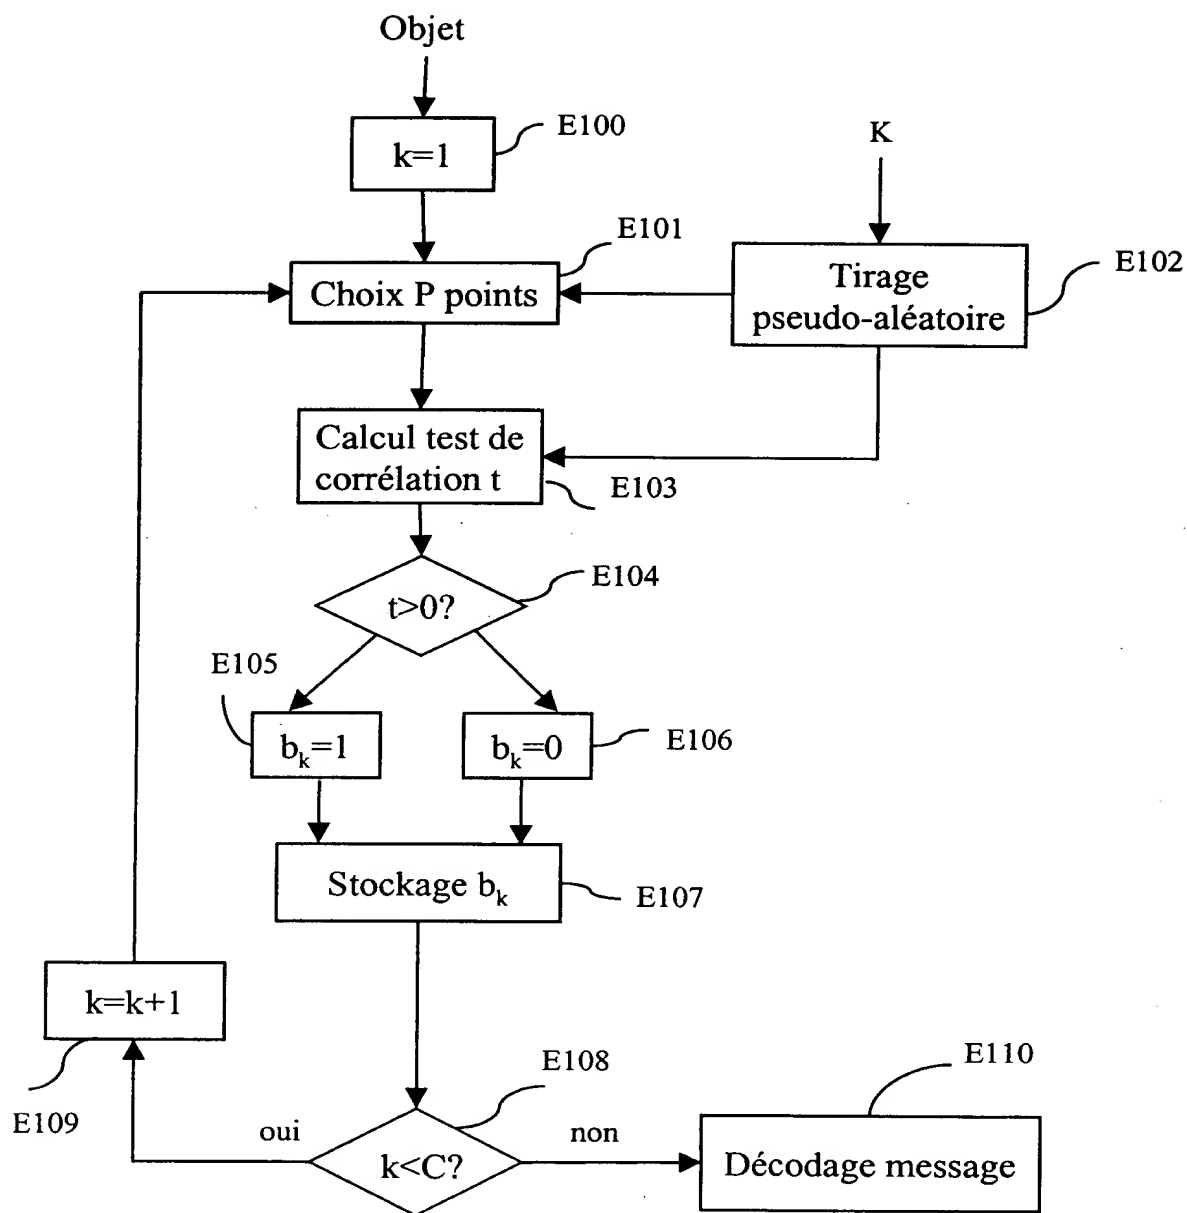 Objet
k=1
E100
K
E101
Choix P points
Tirage
pseudo-aléatoire
E102
Calcul test de
corrélation t
E103
t>0?
E104
E105
b_k=1
b_k=0
E106
Stockage b_k
E107
k=k+1
E109
E108
oui
k<C?
non
E110
Décodage message